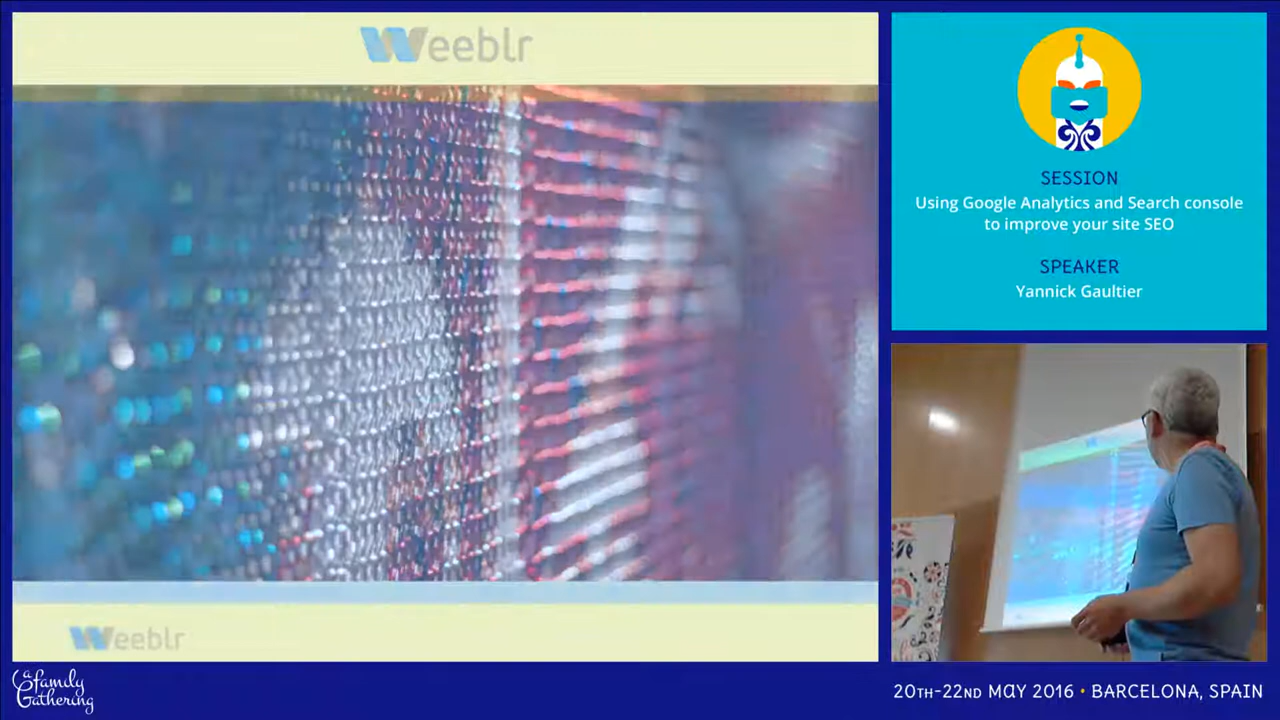 Weeblr
SESSION
Using Google Analytics and Search console
to improve your site SEO
SPEAKER
Yannick Gaultier
Weeblr
a family
Gathering
20TH-22ND MAY 2016 • BARCELONA, SPAIN